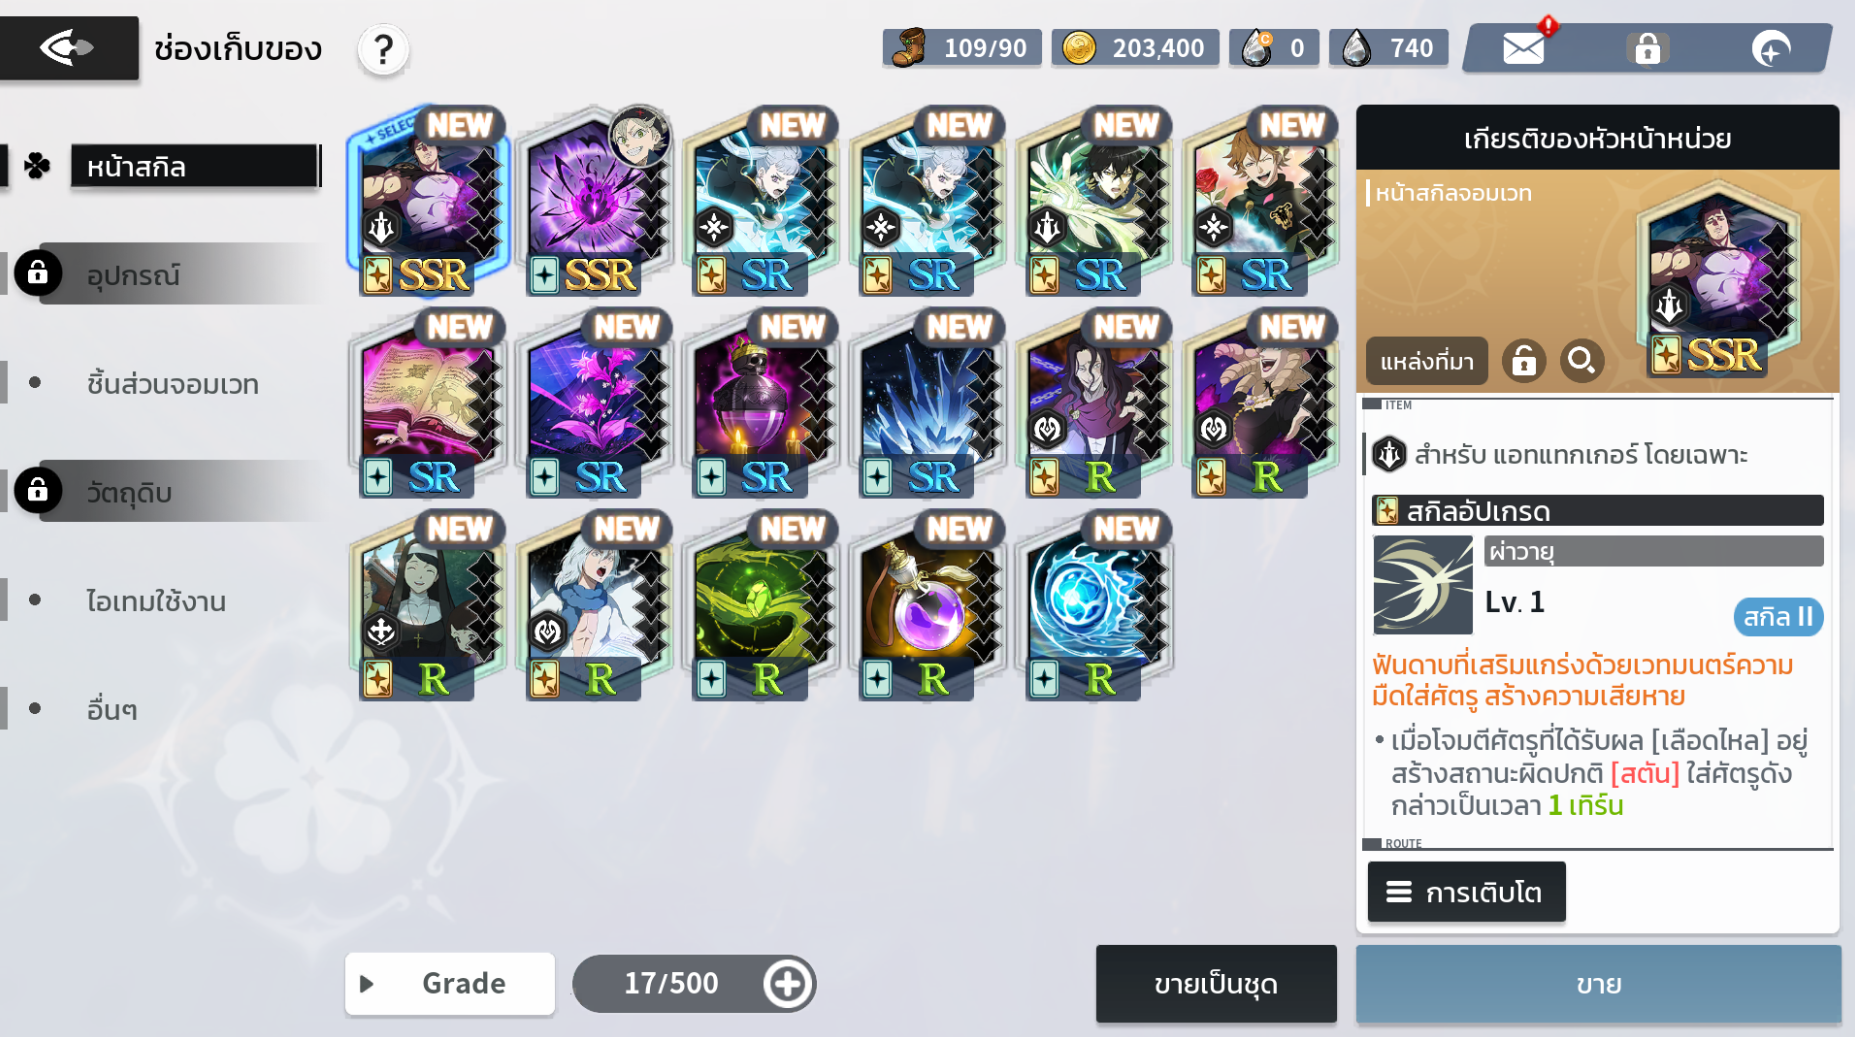 ช่องเก็บของ
?
109/90
203,400
0
740
หน้าสกิล
อุปกรณ์
ชิ้นส่วนจอมเวท
วัตถุดิบ
ไอเทมใช้งาน
อื่นๆ
NEW
NEW
NEW
NEW
NEW
SSR
SSR
SR
SR
SR
SR
NEW
NEW
NEW
NEW
NEW
NEW
SR
SR
SR
SR
R
R
NEW
NEW
NEW
NEW
NEW
R
R
R
R
R
Grade
17/500
ขายเป็นชุด
ขาย
เกียรติของหัวหน้าหน่วย
หน้าสกิลจอมเวท
แหล่งที่มา
SSR
ITEM
สำหรับ แอทแทกเกอร์ โดยเฉพาะ
สกิลอัปเกรด
ผ่าวายุ
Lv. 1
สกิล II
ฟันดาบที่เสริมแกร่งด้วยเวทมนตร์ความ
มืดใส่ศัตรู สร้างความเสียหาย
• เมื่อโจมตีศัตรูที่ได้รับผล [เลือดไหล] อยู่
สร้างสถานะผิดปกติ [สตัน] ใส่ศัตรูดัง
กล่าวเป็นเวลา 1 เทิร์น
ROUTE
การเติบโต